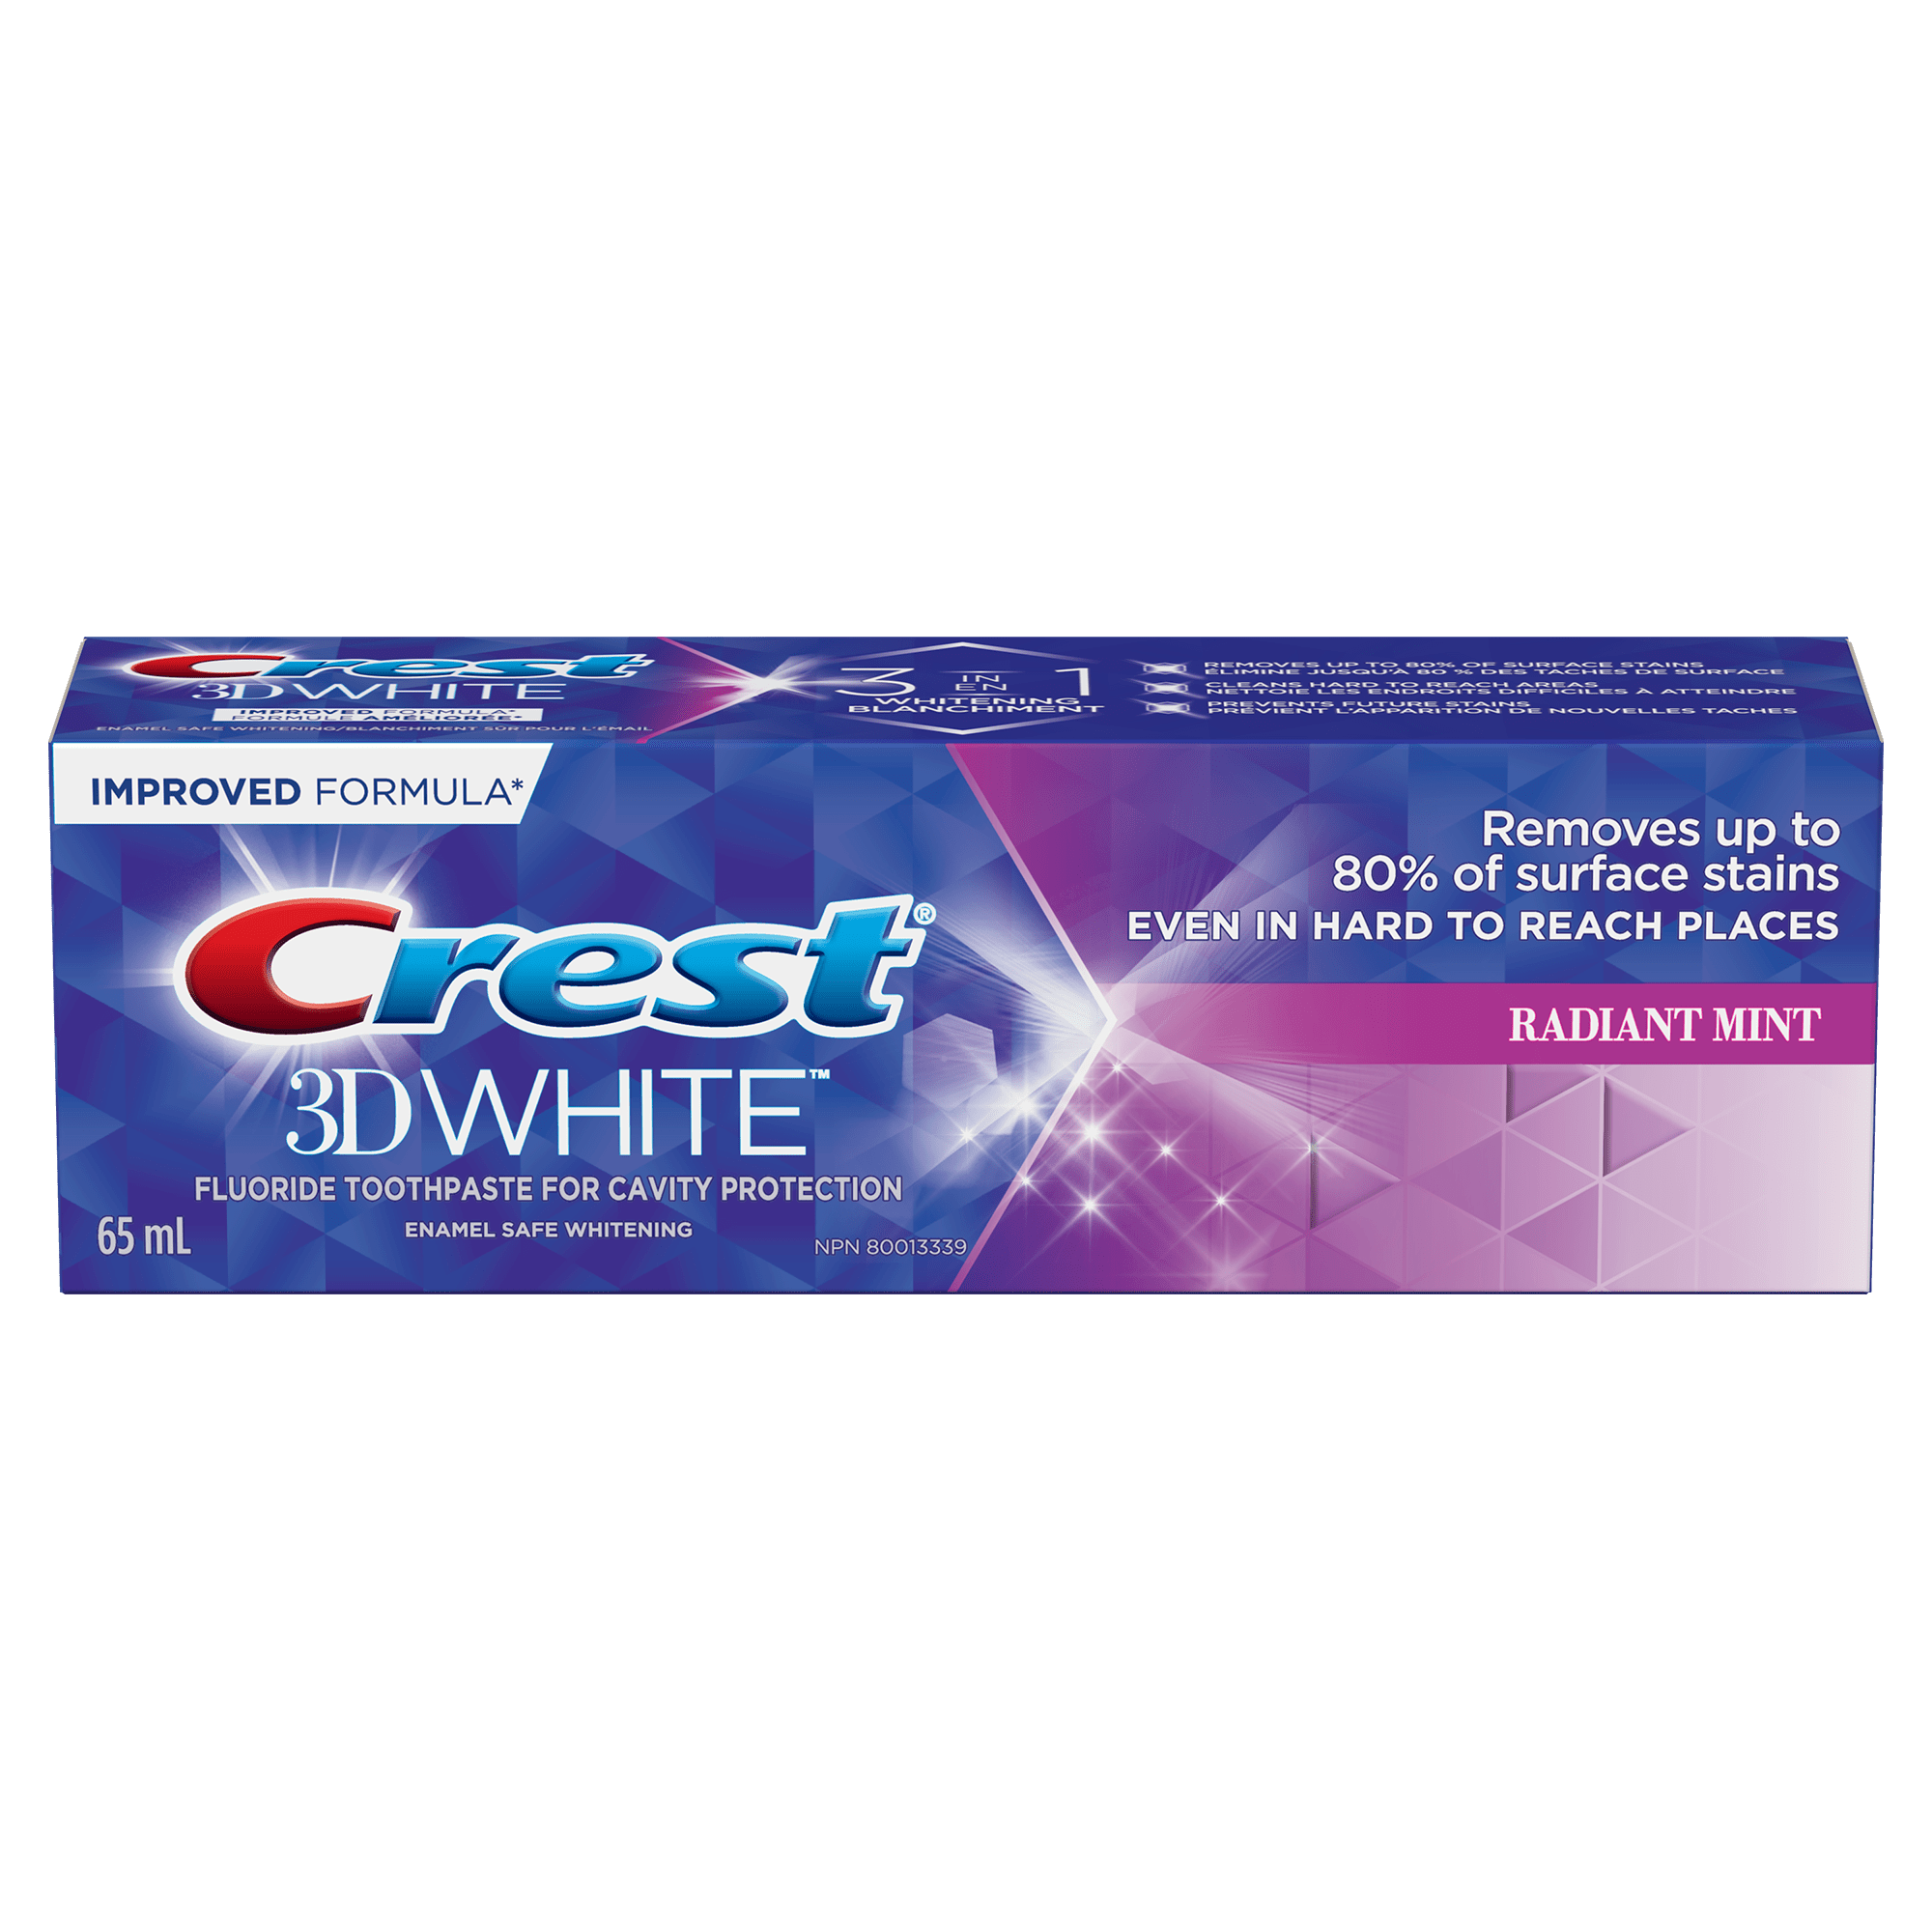 Crest
3DWHITE
IMPROVED FORMULA*
FORMULE AMÉLIORÉE*
ENAMEL SAFE WHITENING/BLANCHIMENT SÛR POUR L'ÉMAIL
3 IN EN 1
WHITENING
BLANCHIMENT
REMOVES UP TO 80% OF SURFACE STAINS
ÉLIMINE JUSQU'À 80 % DES TACHES DE SURFACE
CLEANS HARD TO REACH AREAS
NETTOIE LES ENDROITS DIFFICILES À ATTEINDRE
PREVENTS FUTURE STAINS
PRÉVIENT L'APPARITION DE NOUVELLES TACHES
IMPROVED FORMULA*
Crest®
3DWHITE™
FLUORIDE TOOTHPASTE FOR CAVITY PROTECTION
ENAMEL SAFE WHITENING
65 mL
NPN 80013339
Removes up to
80% of surface stains
EVEN IN HARD TO REACH PLACES
RADIANT MINT